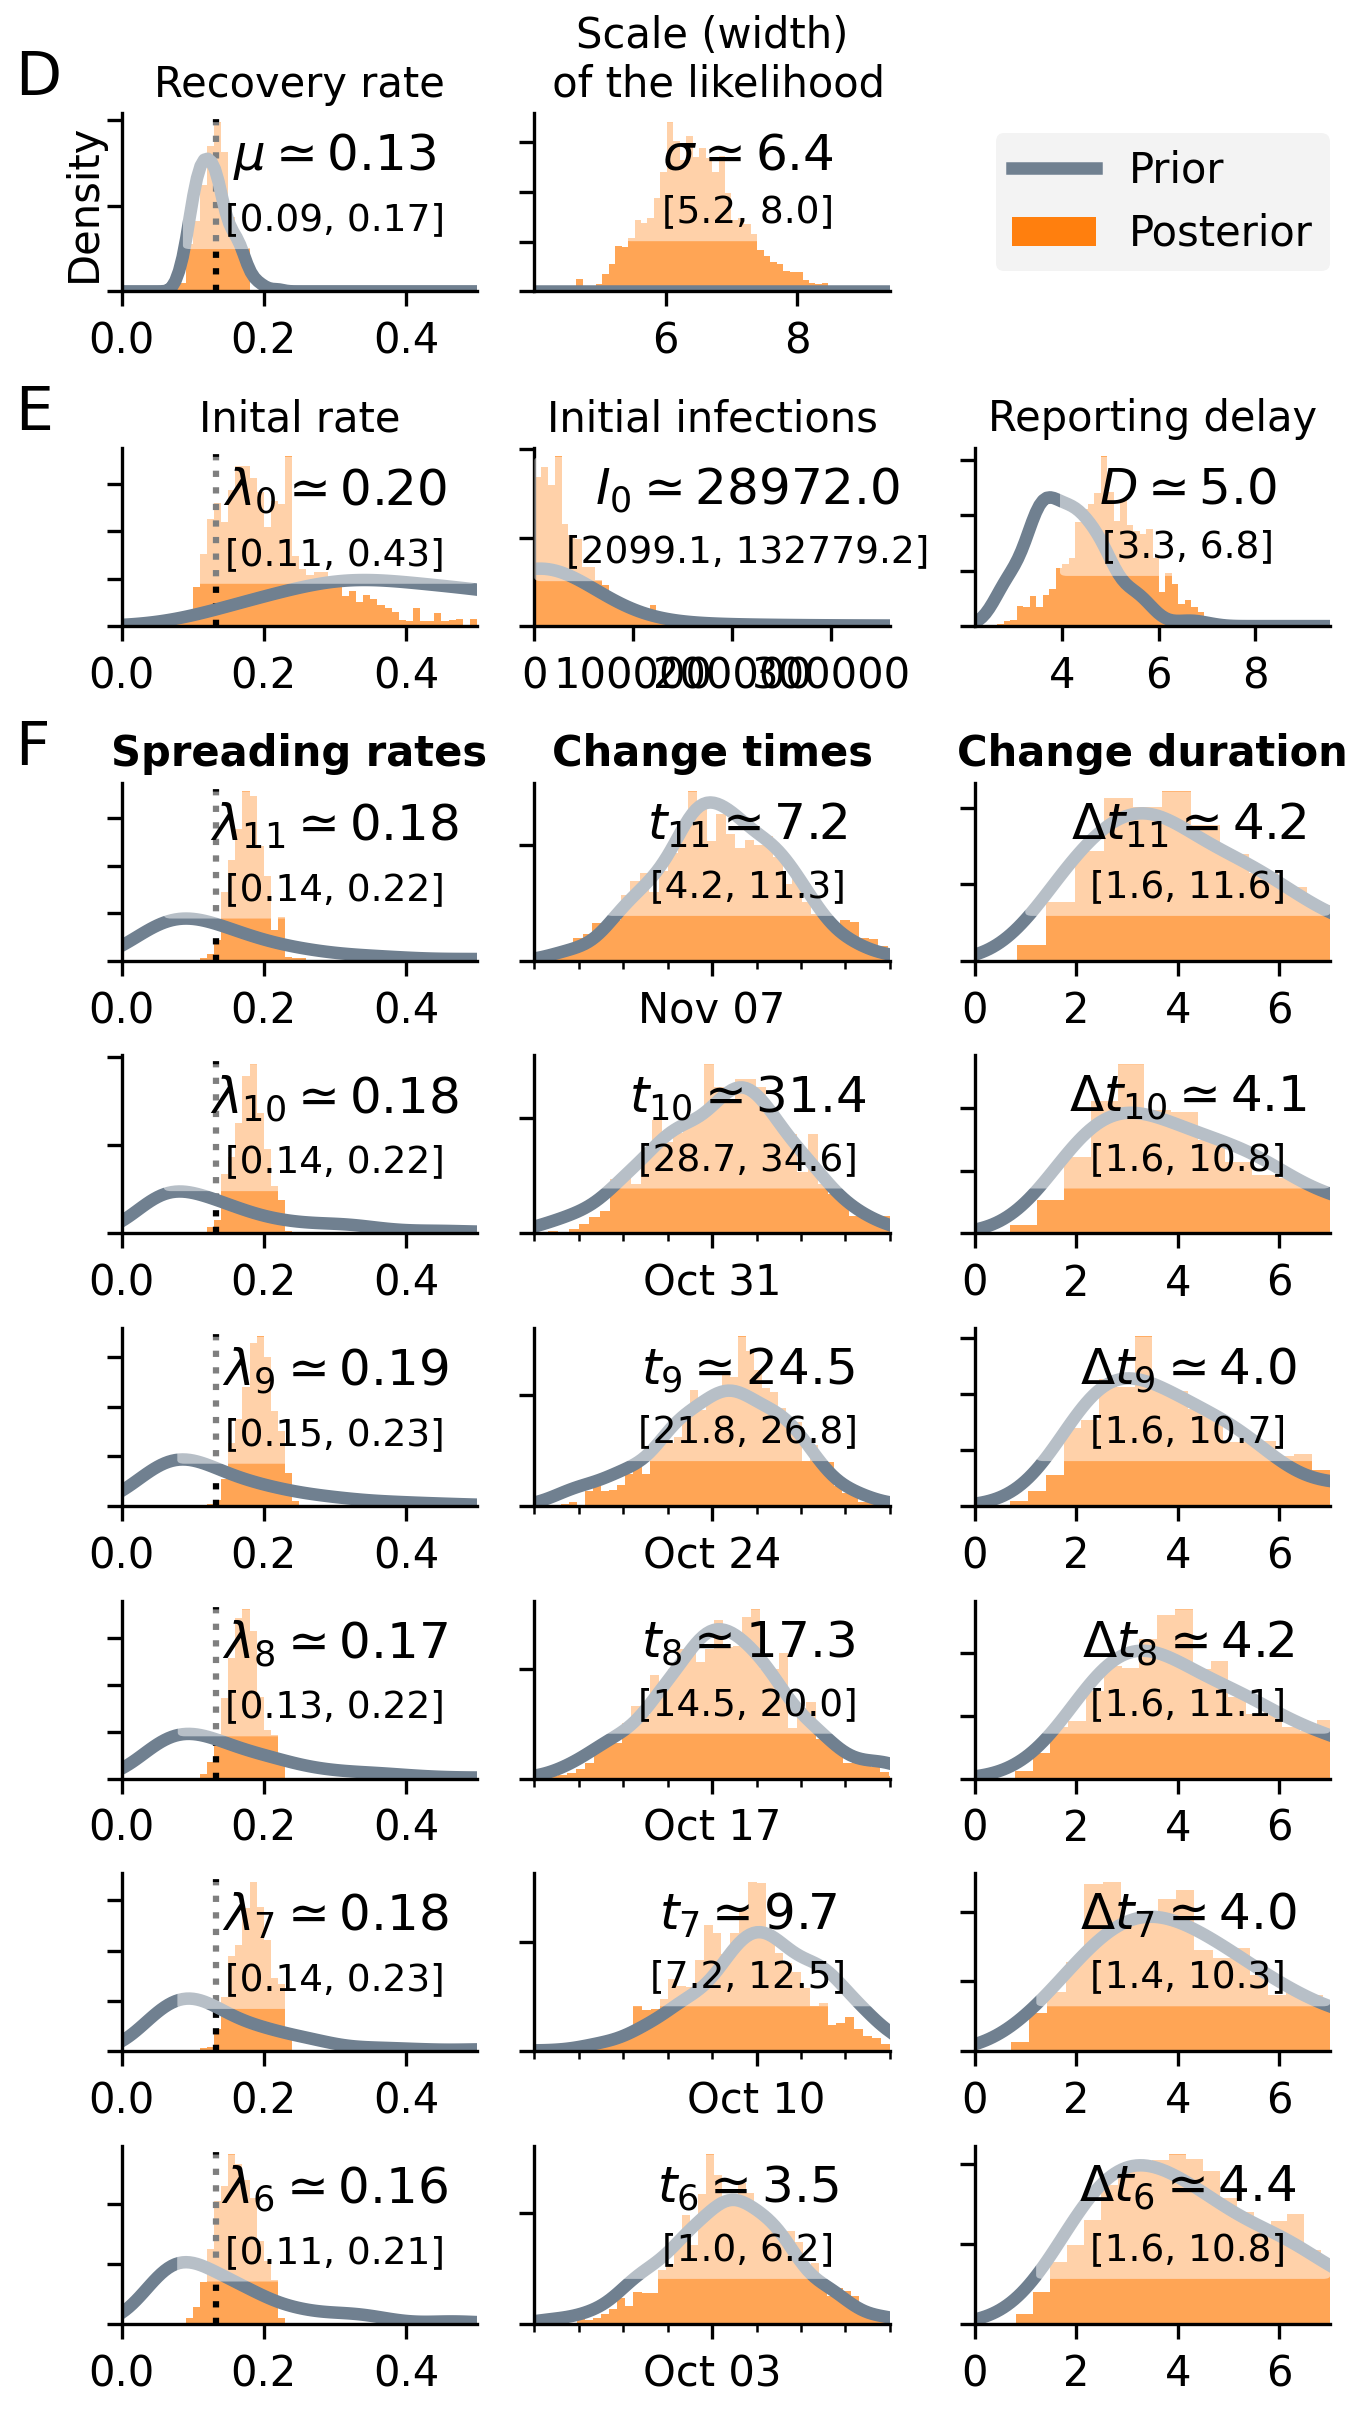 Scale (width)
D Recovery rate of the likelihood
Density
μ ≃ 0.13
[0.09, 0.17]
σ ≃ 6.4
[5.2, 8.0]
Prior
Posterior
0.0 0.2 0.4
6 8
E Inital rate Initial infections Reporting delay
λ0 ≃ 0.20
[0.11, 0.43]
I0 ≃ 28972.0
[2099.1, 132779.2]
D ≃ 5.0
[3.3, 6.8]
0.0 0.2 0.4
0 100000 200000 300000
4 6 8
F Spreading rates Change times Change duration
λ11 ≃ 0.18
[0.14, 0.22]
t11 ≃ 7.2
[4.2, 11.3]
Δt11 ≃ 4.2
[1.6, 11.6]
0.0 0.2 0.4
Nov 07
0 2 4 6
λ10 ≃ 0.18
[0.14, 0.22]
t10 ≃ 31.4
[28.7, 34.6]
Δt10 ≃ 4.1
[1.6, 10.8]
0.0 0.2 0.4
Oct 31
0 2 4 6
λ9 ≃ 0.19
[0.15, 0.23]
t9 ≃ 24.5
[21.8, 26.8]
Δt9 ≃ 4.0
[1.6, 10.7]
0.0 0.2 0.4
Oct 24
0 2 4 6
λ8 ≃ 0.17
[0.13, 0.22]
t8 ≃ 17.3
[14.5, 20.0]
Δt8 ≃ 4.2
[1.6, 11.1]
0.0 0.2 0.4
Oct 17
0 2 4 6
λ7 ≃ 0.18
[0.14, 0.23]
t7 ≃ 9.7
[7.2, 12.5]
Δt7 ≃ 4.0
[1.4, 10.3]
0.0 0.2 0.4
Oct 10
0 2 4 6
λ6 ≃ 0.16
[0.11, 0.21]
t6 ≃ 3.5
[1.0, 6.2]
Δt6 ≃ 4.4
[1.6, 10.8]
0.0 0.2 0.4
Oct 03
0 2 4 6